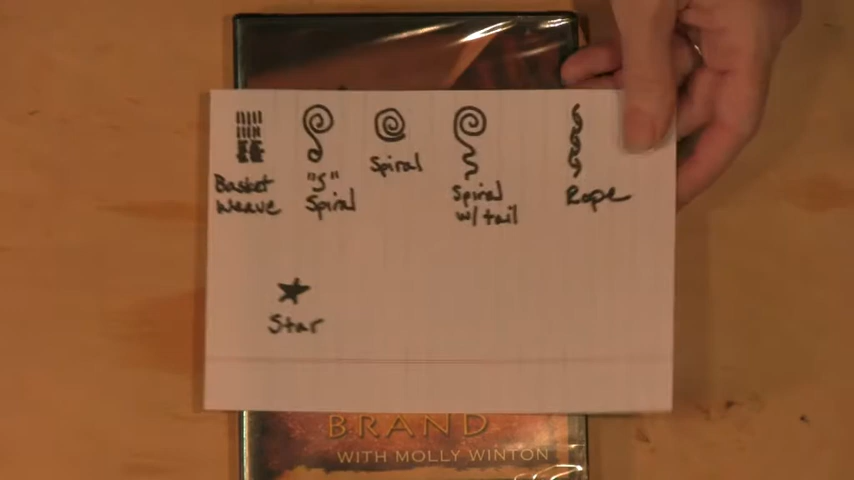 Basket
Weave
"S"
Spiral
Spiral
Spiral
w/tail
Rope
Star
BRAND
WITH MOLLY WINTON